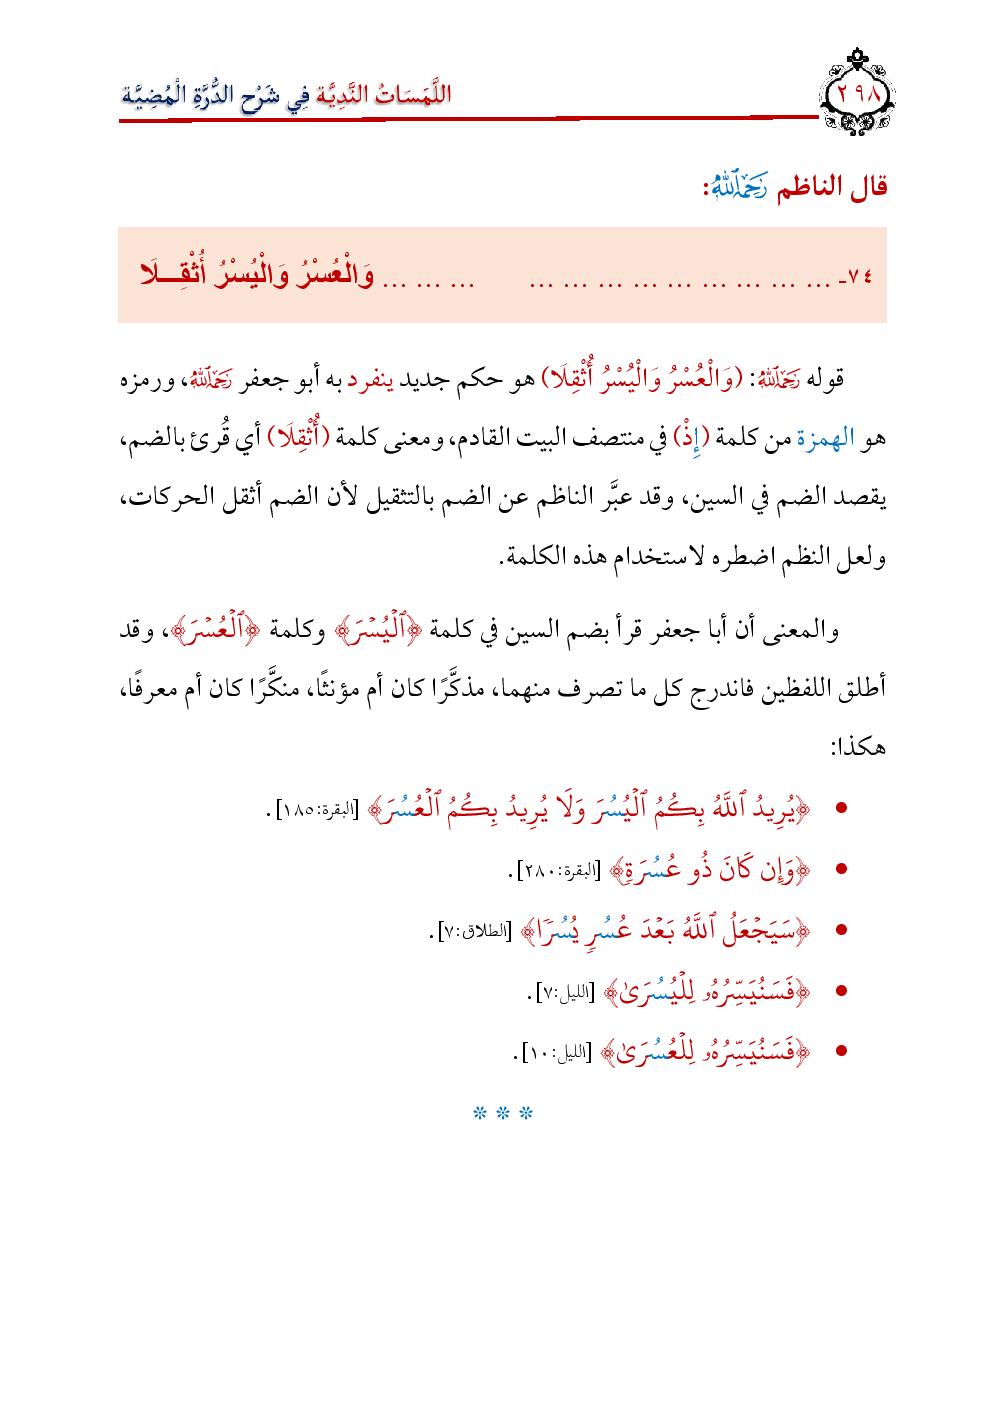 ٢٩٨
اللَّمَسَاتُ النَّدِيَّة فِي شَرْح الدُّرَّةِ الْمُضِيَّة
قال الناظم رَحِمَهُ ٱللَّهُ:
٧٤- ... ... ... ... ... ... ... ... ... ... ... ... وَالْعُسْرُ وَالْيُسْرُ أُثْقِـــلَا
قوله رَحِمَهُ ٱللَّهُ: (وَالْعُسْرُ وَالْيُسْرُ أُثْقِلَا) هو حكم جديد ينفرد به أبو جعفر رَحِمَهُ ٱللَّهُ، ورمزه
هو الهمزة من كلمة (إِذْ) في منتصف البيت القادم، ومعنى كلمة (أُثْقِلَا) أي قُرئ بالضم،
يقصد الضم في السين، وقد عبَّر الناظم عن الضم بالتثقيل لأن الضم أثقل الحركات،
ولعل النظم اضطره لاستخدام هذه الكلمة.
والمعنى أن أبا جعفر قرأ بضم السين في كلمة ﴿ٱلْيُسْرَ﴾ وكلمة ﴿ٱلْعُسْرَ﴾، وقد
أطلق اللفظين فاندرج كل ما تصرف منهما، مذكَّرًا كان أم مؤنثًا، منكَّرًا كان أم معرفًا،
هكذا:
• ﴿يُرِيدُ ٱللَّهُ بِكُمُ ٱلْيُسُرَ وَلَا يُرِيدُ بِكُمُ ٱلْعُسُرَ﴾ [البقرة:١٨٥].
• ﴿وَإِن كَانَ ذُو عُسُرَةٍ﴾ [البقرة:٢٨٠].
• ﴿سَيَجْعَلُ ٱللَّهُ بَعْدَ عُسُرٍ يُسُرًا﴾ [الطلاق:٧].
• ﴿فَسَنُيَسِّرُهُۥ لِلْيُسُرَىٰ﴾ [الليل:٧].
• ﴿فَسَنُيَسِّرُهُۥ لِلْعُسُرَىٰ﴾ [الليل:١٠].
* * *